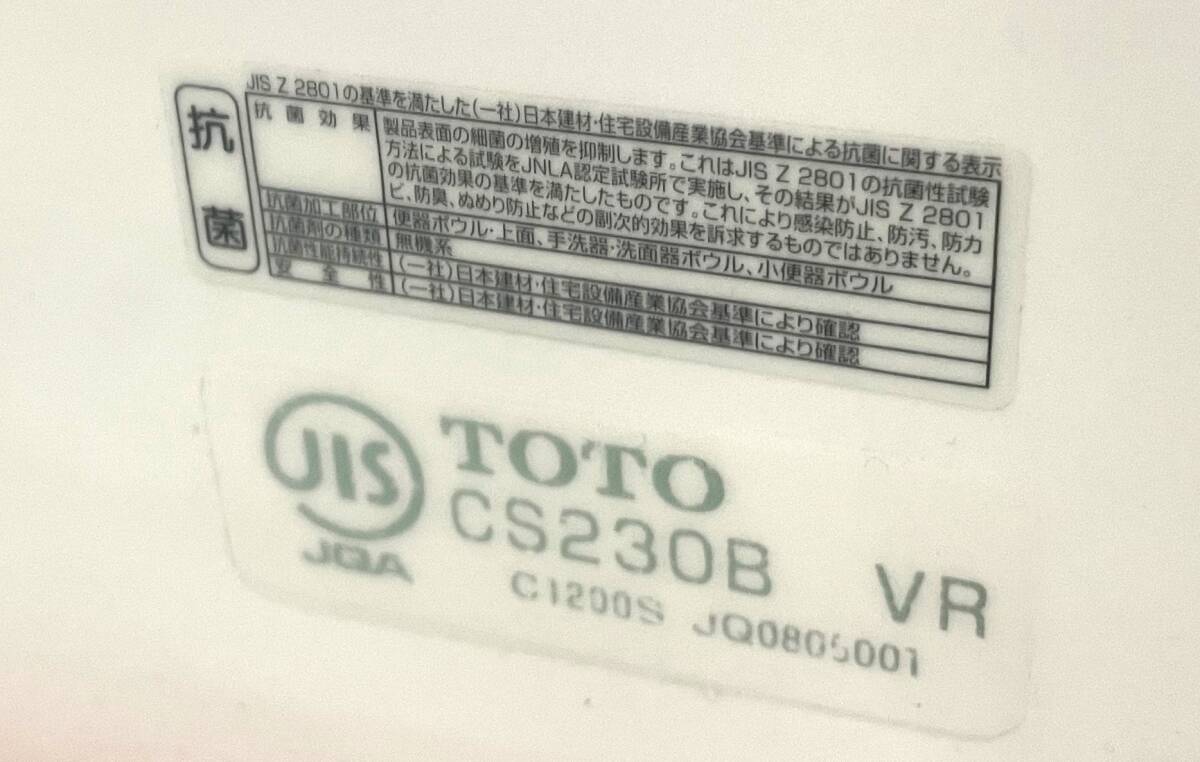 抗菌
JIS Z 2801の基準を満たした(一社)日本建材・住宅設備産業協会基準による抗菌に関する表示
抗菌効果
製品表面の細菌の増殖を抑制します。これはJIS Z 2801の抗菌性試験
方法による試験をJNLA認定試験所で実施し、その結果がJIS Z 2801
の抗菌効果の基準を満たしたものです。これにより感染防止、防汚、防カ
ビ、防臭、ぬめり防止などの副次的効果を訴求するものではありません。
抗菌加工部位 便器ボウル・上面、手洗器・洗面器ボウル、小便器ボウル
抗菌剤の種類 無機系
抗菌性能持続性 (一社)日本建材・住宅設備産業協会基準により確認
安全性 (一社)日本建材・住宅設備産業協会基準により確認
JIS
JQA
TOTO
CS230B VR
C1200S JQ0805001